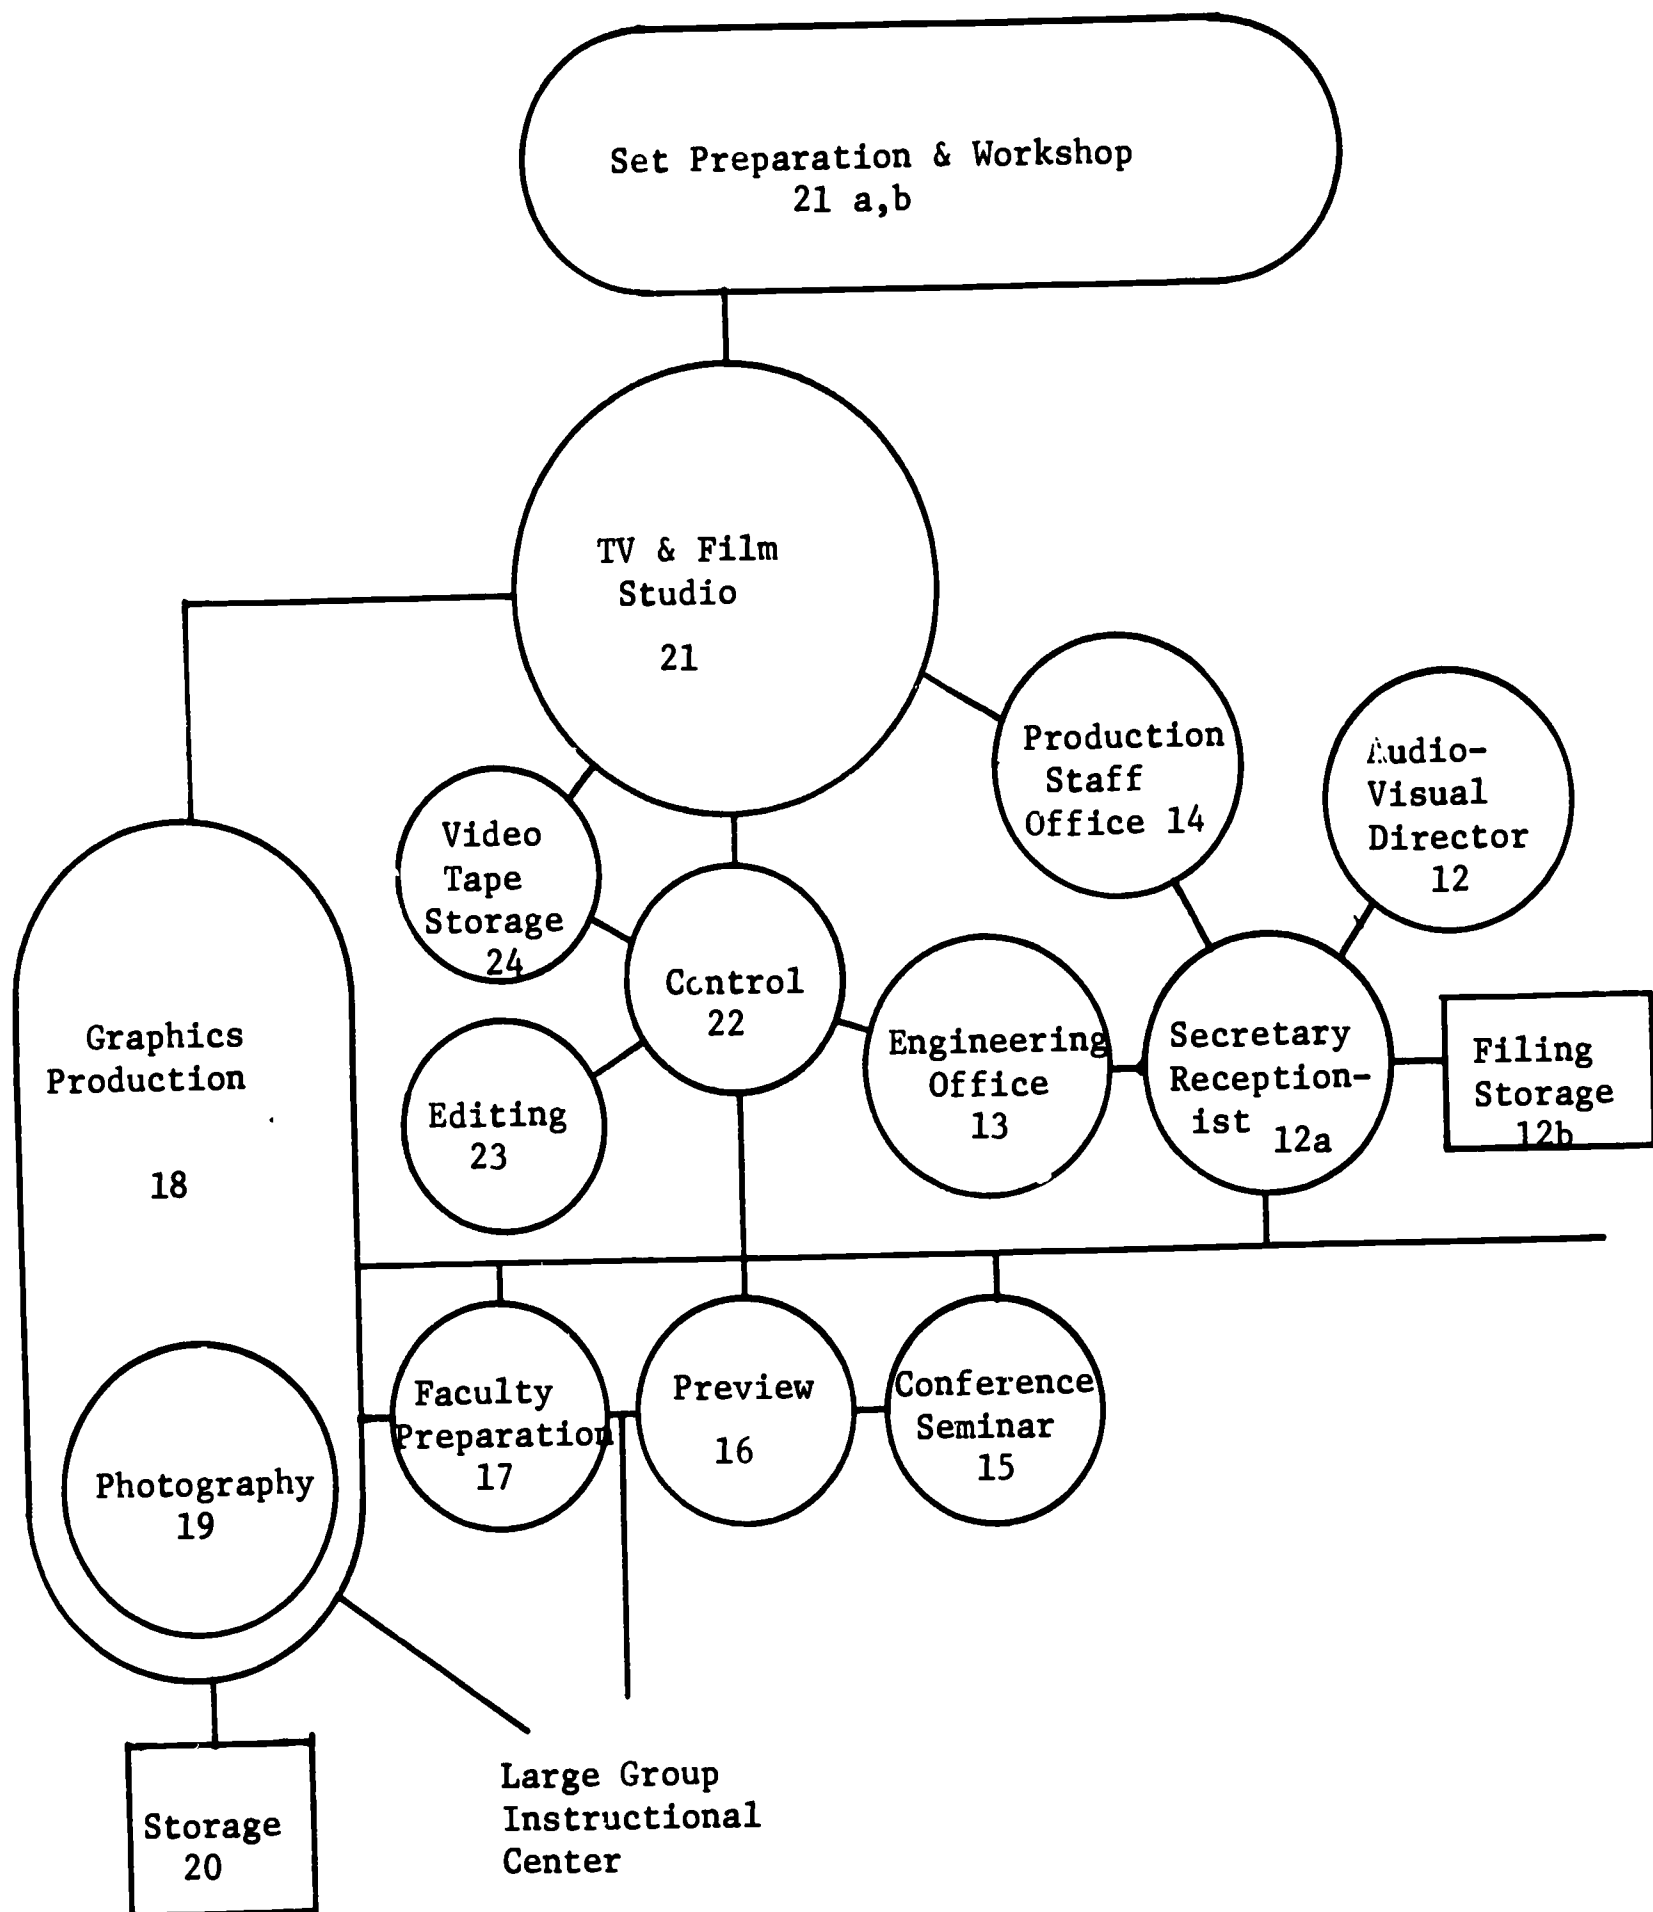 Set Preparation & Workshop
21 a,b
TV & Film
Studio
21
Production
Staff
Office 14
Audio-
Visual
Director
12
Video
Tape
Storage
24
Control
22
Engineering
Office
13
Secretary
Reception-
ist 12a
Filing
Storage
12b
Graphics
Production
18
Editing
23
Faculty
Preparation
17
Preview
16
Conference
Seminar
15
Photography
19
Large Group
Instructional
Center
Storage
20